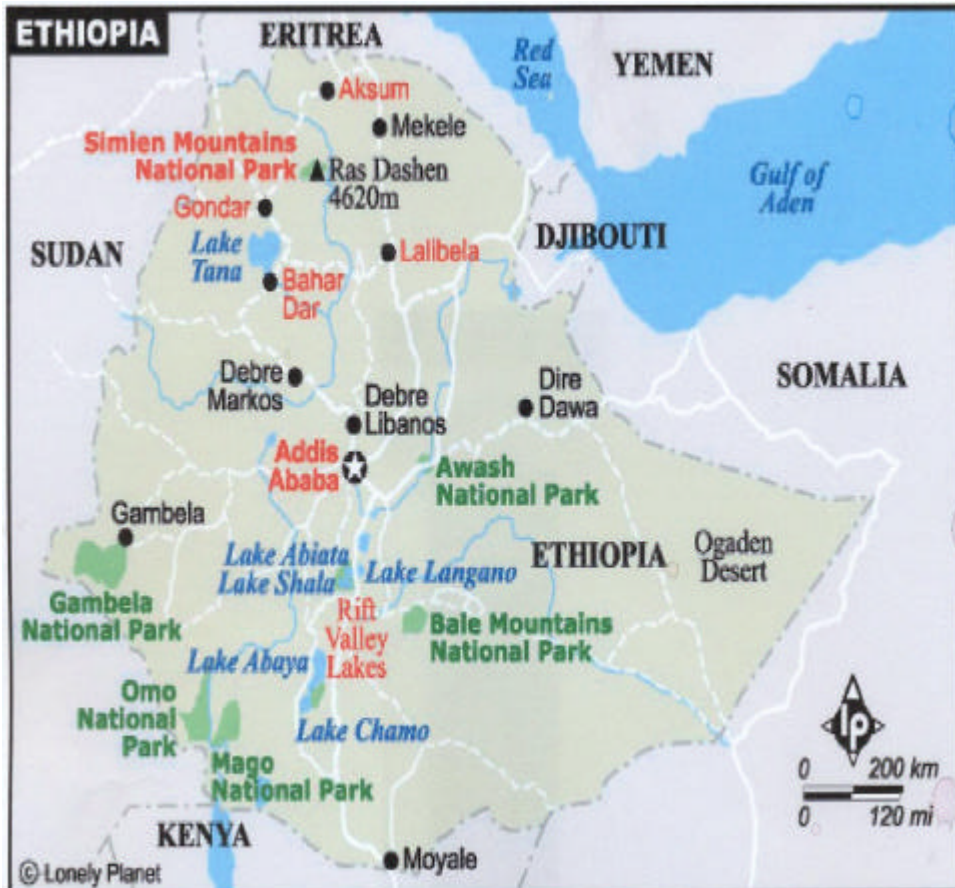 ETHIOPIA
ERITREA
Red
Sea
YEMEN
Aksum
Mekele
Simien Mountains
National Park
Ras Dashen
4620m
Gulf of
Aden
Gondar
SUDAN
Lake
Tana
Lalibela
DJIBOUTI
Bahar
Dar
SOMALIA
Debre
Markos
Debre
Libanos
Dire
Dawa
Addis
Ababa
Awash
National Park
Gambela
Lake Abiata
Lake Shala
Lake Langano
ETHIOPIA
Ogaden
Desert
Gambela
National Park
Rift
Valley
Lakes
Bale Mountains
National Park
Lake Abaya
Omo
National
Park
Lake Chamo
Mago
National Park
lp
0 200 km
0 120 mi
KENYA
Moyale
© Lonely Planet